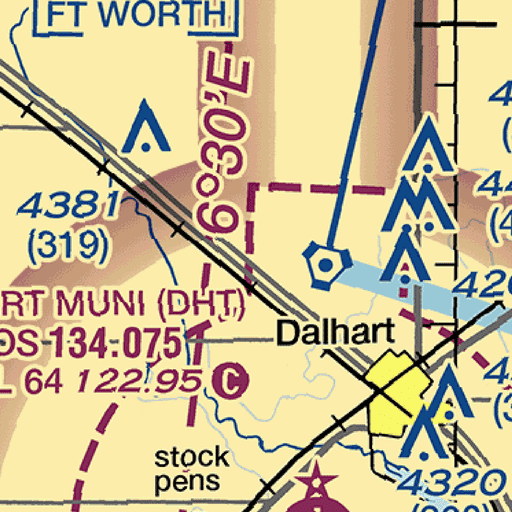 FT WORTH
6°30'E
4381
(319)
RT MUNI (DHT)
OS 134.075
L 64 122.95 C
Dalhart
stock
pens
4320